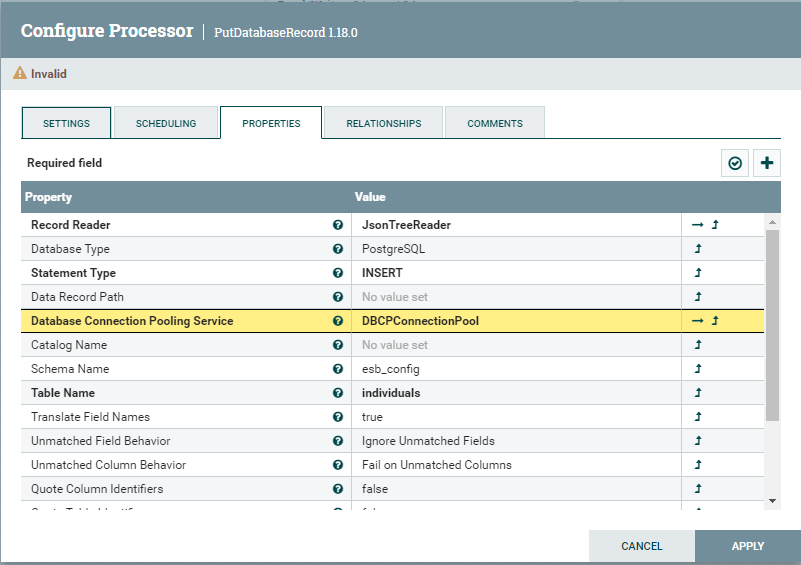 Configure Processor | PutDatabaseRecord 1.18.0
Invalid
SETTINGS SCHEDULING PROPERTIES RELATIONSHIPS COMMENTS
Required field
Property Value
Record Reader JsonTreeReader
Database Type PostgreSQL
Statement Type INSERT
Data Record Path No value set
Database Connection Pooling Service DBCPConnectionPool
Catalog Name No value set
Schema Name esb_config
Table Name individuals
Translate Field Names true
Unmatched Field Behavior Ignore Unmatched Fields
Unmatched Column Behavior Fail on Unmatched Columns
Quote Column Identifiers false
CANCEL APPLY